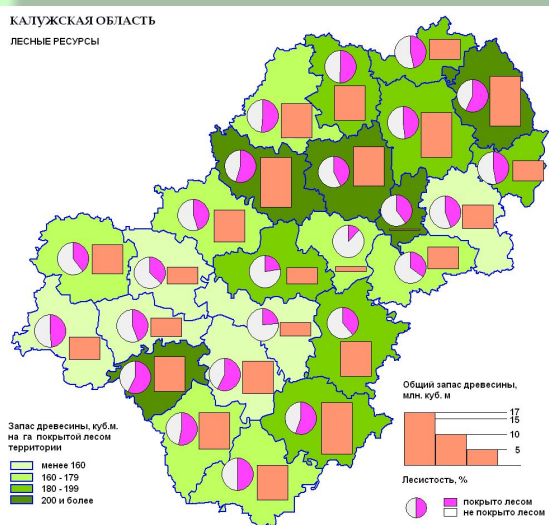 КАЛУЖСКАЯ ОБЛАСТЬ
ЛЕСНЫЕ РЕСУРСЫ
Запас древесины, куб.м.
на га покрытой лесом
территории
менее 160
160 - 179
180 - 199
200 и более
Общий запас древесины,
млн. куб. м
17
15
10
5
Лесистость, %
покрыто лесом
не покрыто лесом